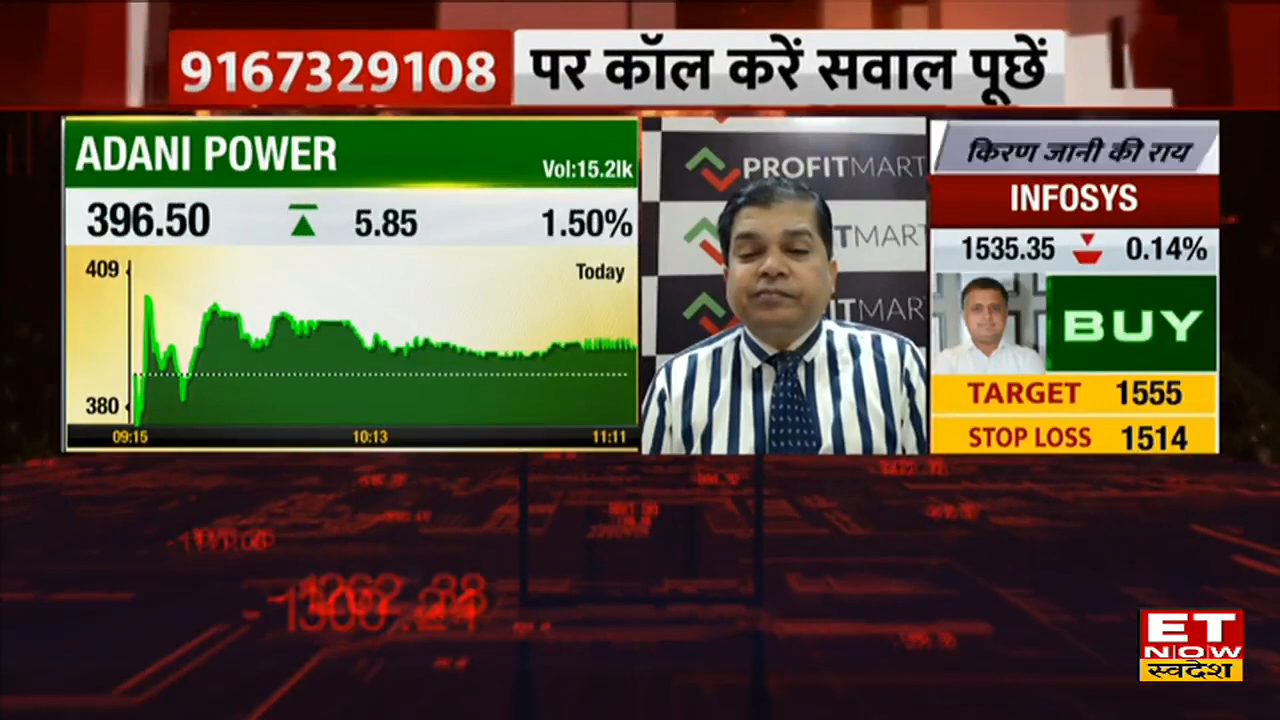 9167329108 पर कॉल करें सवाल पूछें
ADANI POWER
Vol:15.2lk
396.50 5.85 1.50%
409
Today
380
09:15 10:13 11:11
PROFITMART
PROFITMART
PROFITMART
किरण जानी की राय
INFOSYS
1535.35 0.14%
BUY
TARGET 1555
STOP LOSS 1514
ET
NOW
स्वदेश